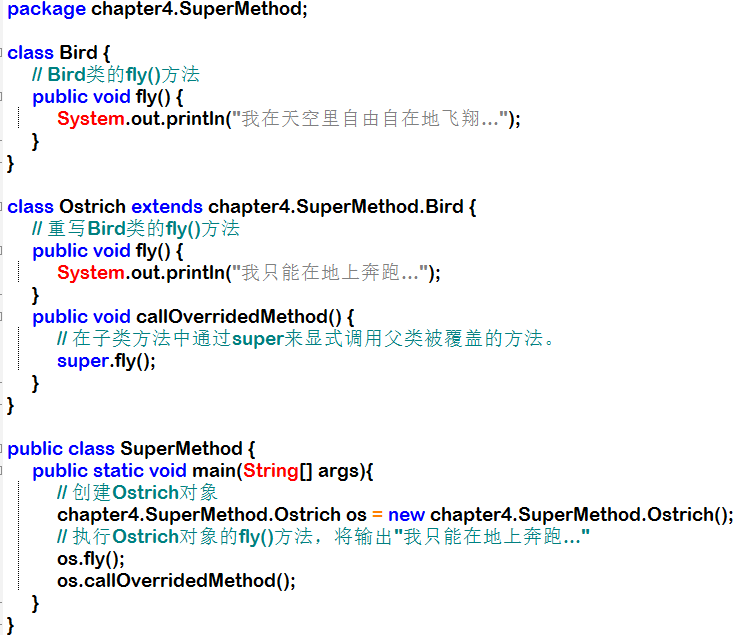 package chapter4.SuperMethod;
class Bird {
// Bird类的fly()方法
public void fly() {
System.out.println("我在天空里自由自在地飞翔...");
}
}
class Ostrich extends chapter4.SuperMethod.Bird {
// 重写Bird类的fly()方法
public void fly() {
System.out.println("我只能在地上奔跑...");
}
public void callOverridedMethod() {
// 在子类方法中通过super来显式调用父类被覆盖的方法。
super.fly();
}
}
public class SuperMethod {
public static void main(String[] args){
// 创建Ostrich对象
chapter4.SuperMethod.Ostrich os = new chapter4.SuperMethod.Ostrich();
// 执行Ostrich对象的fly()方法，将输出"我只能在地上奔跑..."
os.fly();
os.callOverridedMethod();
}
}